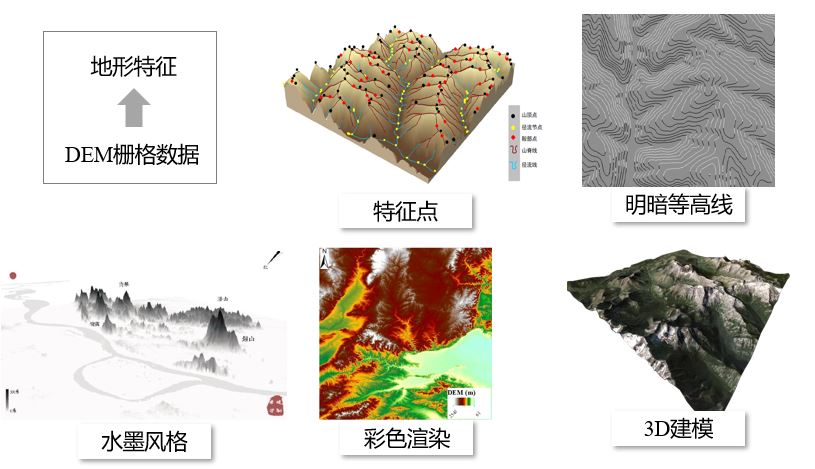 地形特征
DEM栅格数据
山顶点
径流节点
鞍部点
山脊线
径流线
特征点
明暗等高线
N
DEM (m)
水墨风格
彩色渲染
3D建模